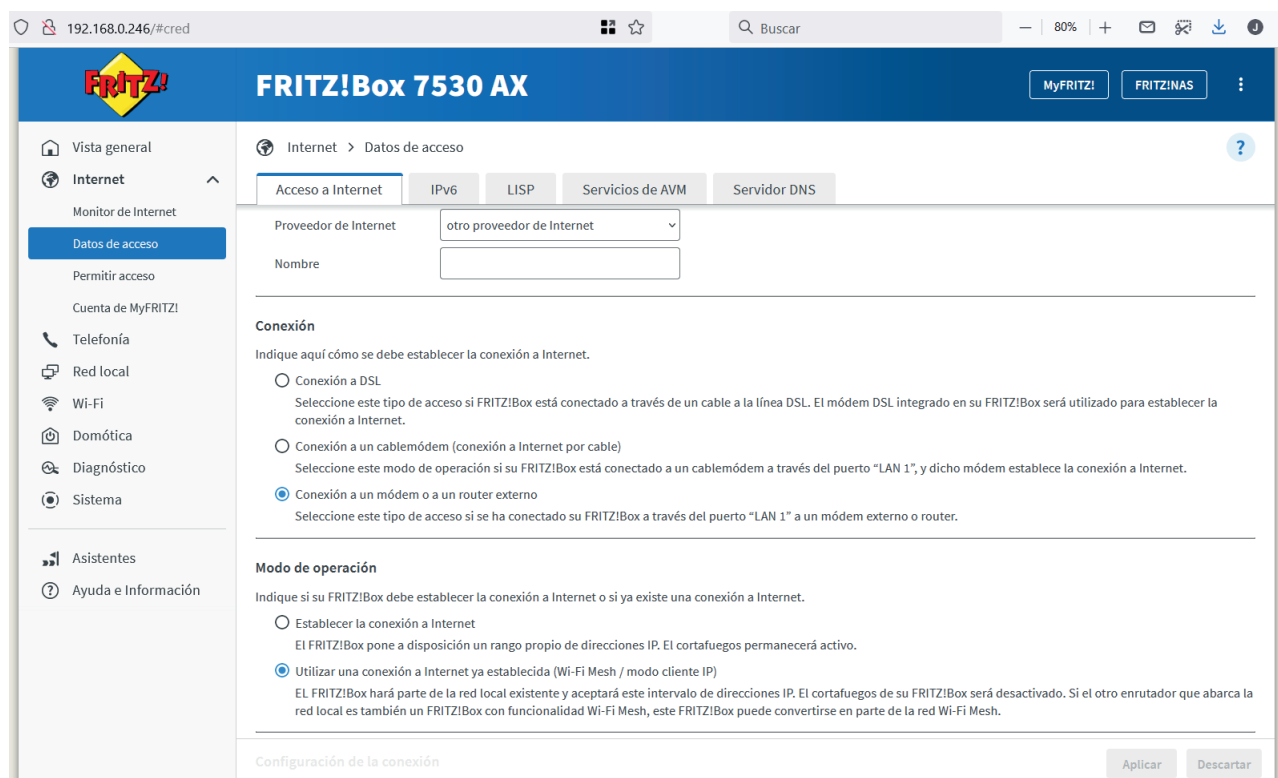 192.168.0.246/#cred
Buscar
80%
J
FRITZ!
FRITZ!Box 7530 AX
MyFRITZ!
FRITZ!NAS
Vista general
Internet
Monitor de Internet
Datos de acceso
Permitir acceso
Cuenta de MyFRITZ!
Telefonía
Red local
Wi-Fi
Domótica
Diagnóstico
Sistema
Asistentes
Ayuda e Información
Internet > Datos de acceso
?
Acceso a Internet
IPv6
LISP
Servicios de AVM
Servidor DNS
Proveedor de Internet
otro proveedor de Internet
Nombre
Conexión
Indique aquí cómo se debe establecer la conexión a Internet.
Conexión a DSL
Seleccione este tipo de acceso si FRITZ!Box está conectado a través de un cable a la línea DSL. El módem DSL integrado en su FRITZ!Box será utilizado para establecer la
conexión a Internet.
Conexión a un cablemódem (conexión a Internet por cable)
Seleccione este modo de operación si su FRITZ!Box está conectado a un cablemódem a través del puerto “LAN 1”, y dicho módem establece la conexión a Internet.
Conexión a un módem o a un router externo
Seleccione este tipo de acceso si se ha conectado su FRITZ!Box a través del puerto “LAN 1” a un módem externo o router.
Modo de operación
Indique si su FRITZ!Box debe establecer la conexión a Internet o si ya existe una conexión a Internet.
Establecer la conexión a Internet
El FRITZ!Box pone a disposición un rango propio de direcciones IP. El cortafuegos permanecerá activo.
Utilizar una conexión a Internet ya establecida (Wi-Fi Mesh / modo cliente IP)
EL FRITZ!Box hará parte de la red local existente y aceptará este intervalo de direcciones IP. El cortafuegos de su FRITZ!Box será desactivado. Si el otro enrutador que abarca la
red local es también un FRITZ!Box con funcionalidad Wi-Fi Mesh, este FRITZ!Box puede convertirse en parte de la red Wi-Fi Mesh.
Configuración de la conexión
Aplicar
Descartar